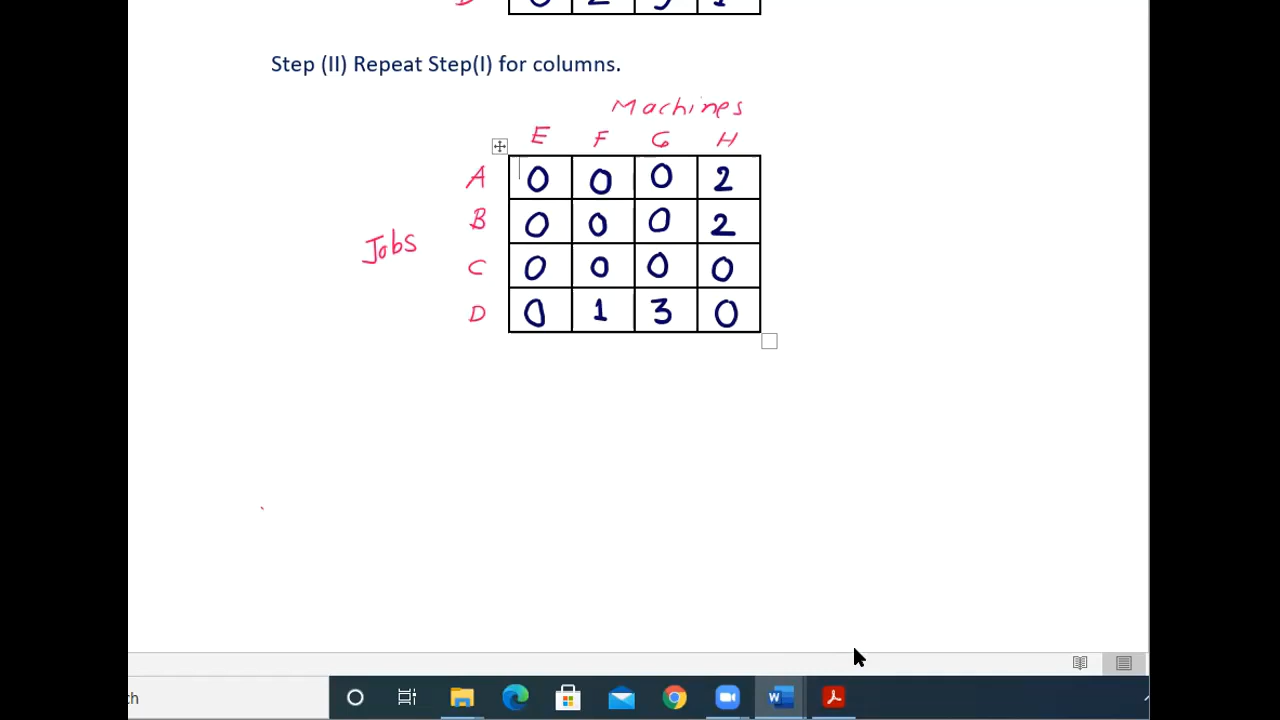 Step (II) Repeat Step(I) for columns.
Machines
E F G H
A 0 0 0 2
B 0 0 0 2
Jobs
C 0 0 0 0
D 0 1 3 0
ch